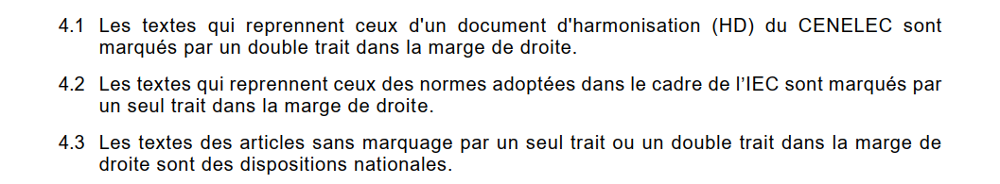 4.1 Les textes qui reprennent ceux d'un document d'harmonisation (HD) du CENELEC sont
marqués par un double trait dans la marge de droite.
4.2 Les textes qui reprennent ceux des normes adoptées dans le cadre de l’IEC sont marqués par
un seul trait dans la marge de droite.
4.3 Les textes des articles sans marquage par un seul trait ou un double trait dans la marge de
droite sont des dispositions nationales.